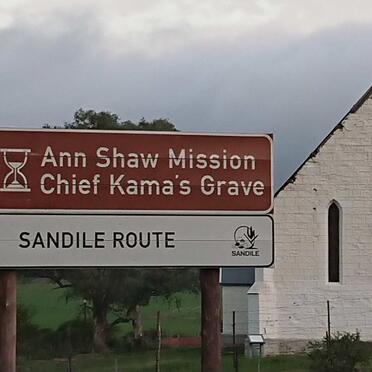 Ann Shaw Mission
Chief Kama's Grave
SANDILE ROUTE
SANDILE